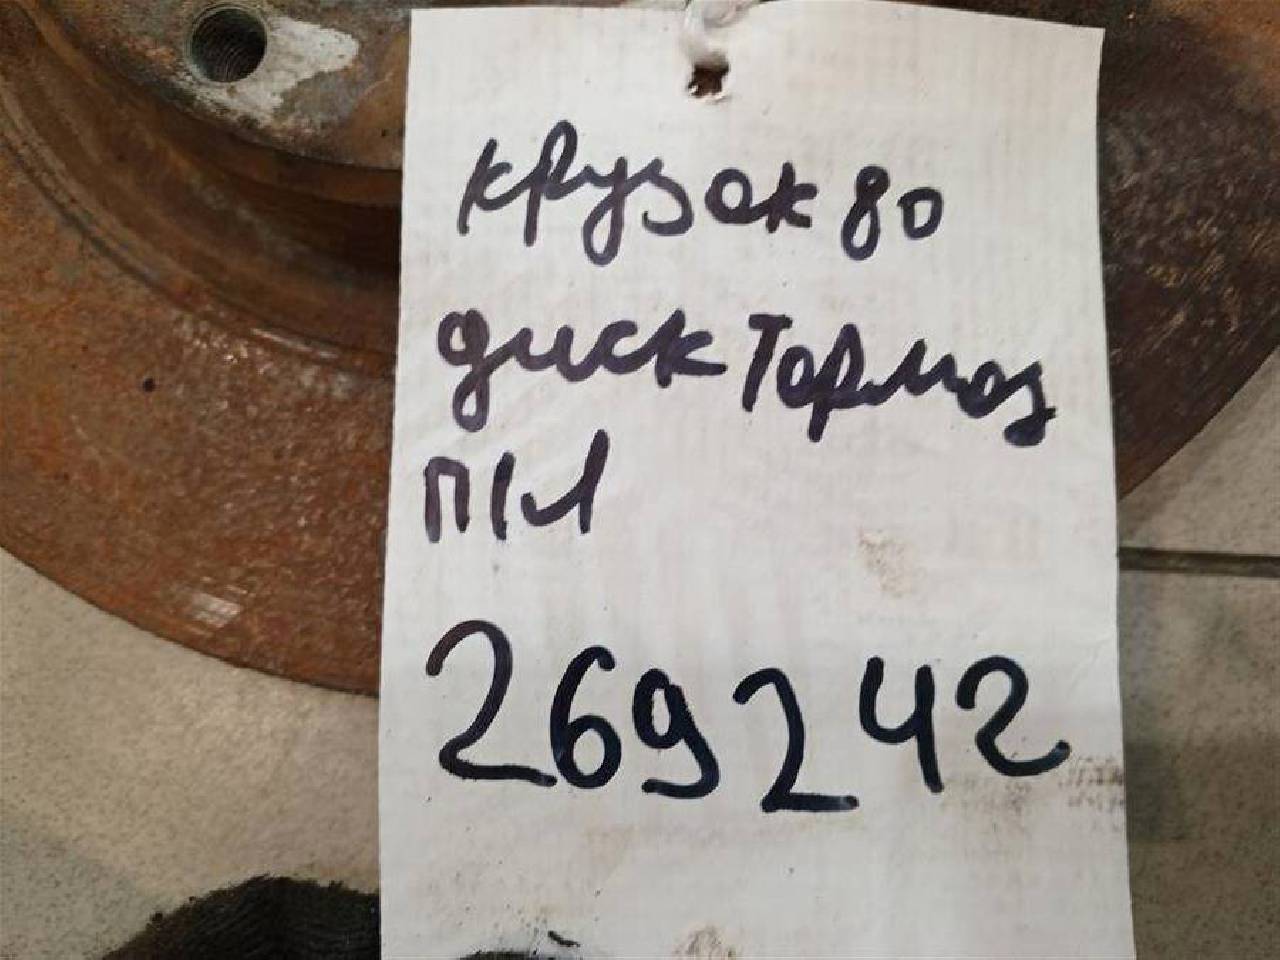 крузак 80
диск тормоз
п/л
269242